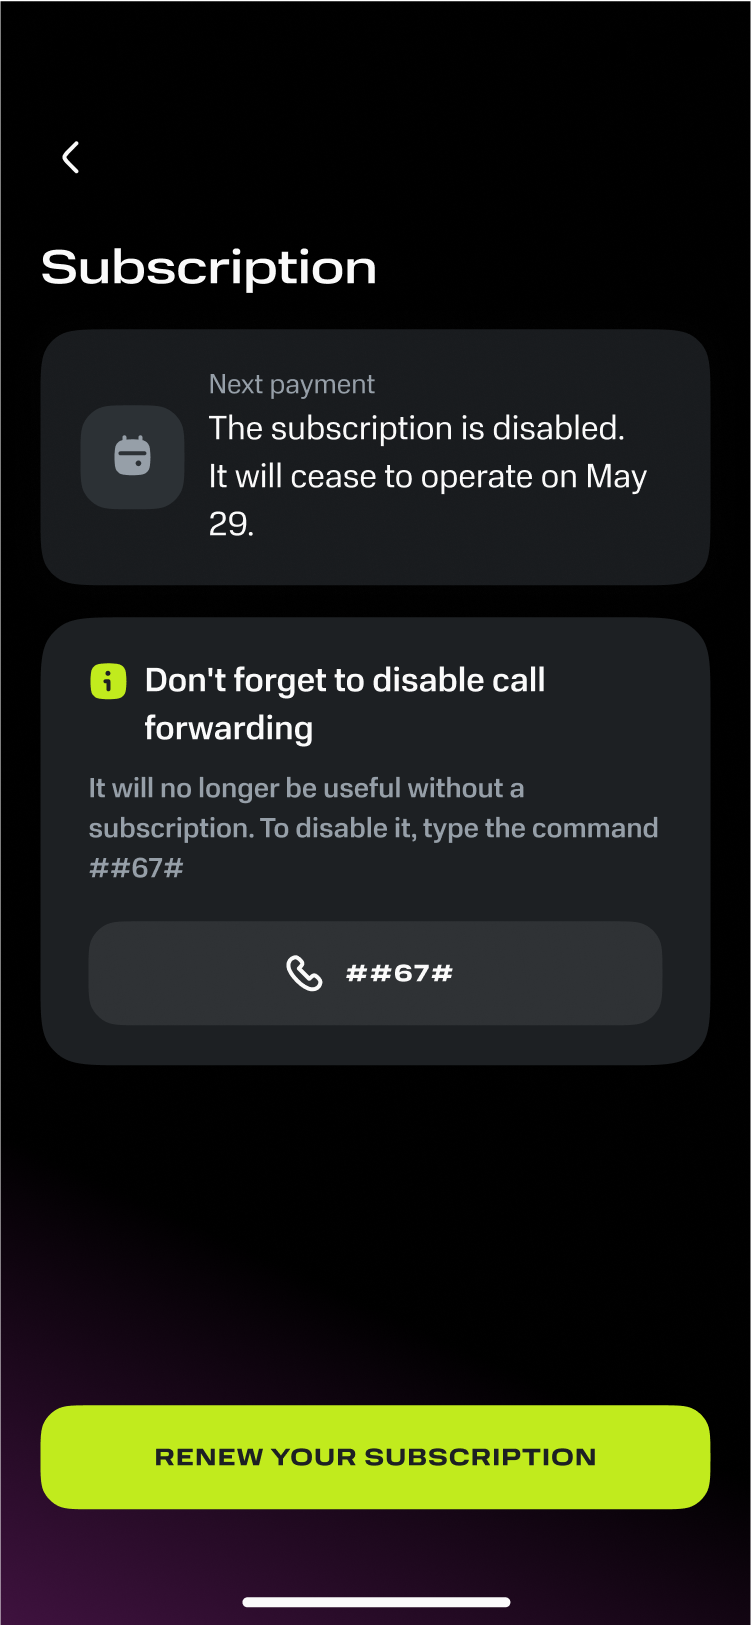 Subscription
Next payment
The subscription is disabled.
It will cease to operate on May
29.
Don't forget to disable call
forwarding
It will no longer be useful without a
subscription. To disable it, type the command
##67#
##67#
RENEW YOUR SUBSCRIPTION